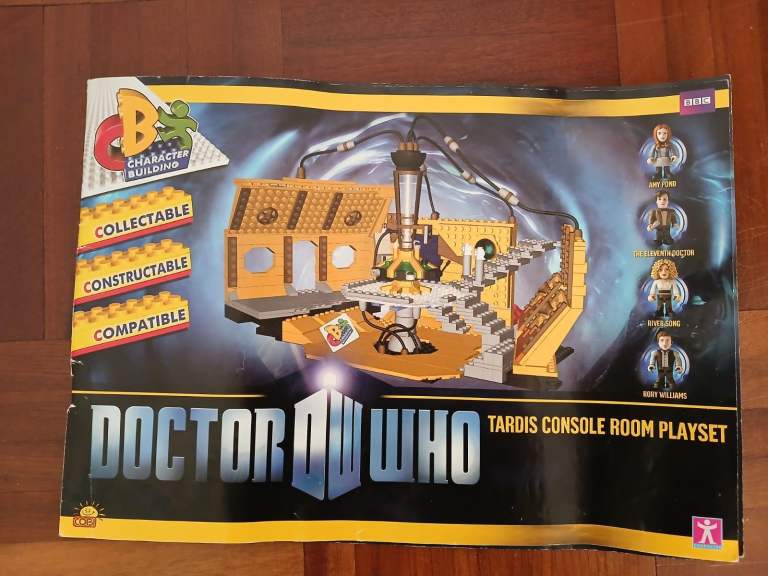 BBC
CB
CHARACTER
BUILDING
COLLECTABLE
CONSTRUCTABLE
COMPATIBLE
AMY POND
THE ELEVENTH DOCTOR
RIVER SONG
RORY WILLIAMS
DOCTOR DW WHO
TARDIS CONSOLE ROOM PLAYSET
COBI